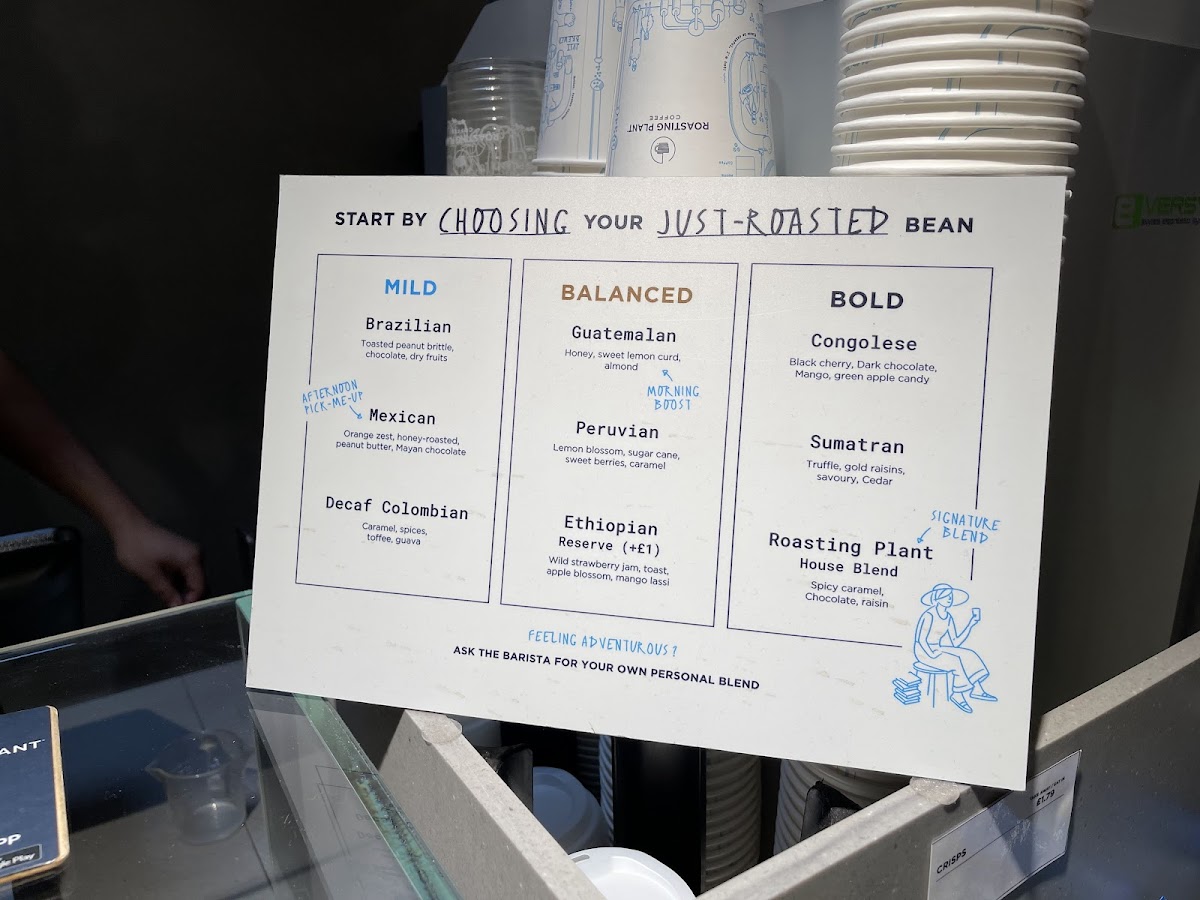 ROASTING PLANT
COFFEE
START BY CHOOSING YOUR JUST-ROASTED BEAN
MILD
Brazilian
Toasted peanut brittle,
chocolate, dry fruits
AFTERNOON
PICK-ME-UP
Mexican
Orange zest, honey-roasted,
peanut butter, Mayan chocolate
Decaf Colombian
Caramel, spices,
toffee, guava
BALANCED
Guatemalan
Honey, sweet lemon curd,
almond
MORNING
BOOST
Peruvian
Lemon blossom, sugar cane,
sweet berries, caramel
Ethiopian
Reserve (+£1)
Wild strawberry jam, toast,
apple blossom, mango lassi
BOLD
Congolese
Black cherry, Dark chocolate,
Mango, green apple candy
Sumatran
Truffle, gold raisins,
savoury, Cedar
SIGNATURE
BLEND
Roasting Plant
House Blend
Spicy caramel,
Chocolate, raisin
FEELING ADVENTUROUS?
ASK THE BARISTA FOR YOUR OWN PERSONAL BLEND
CRISPS
£1.79